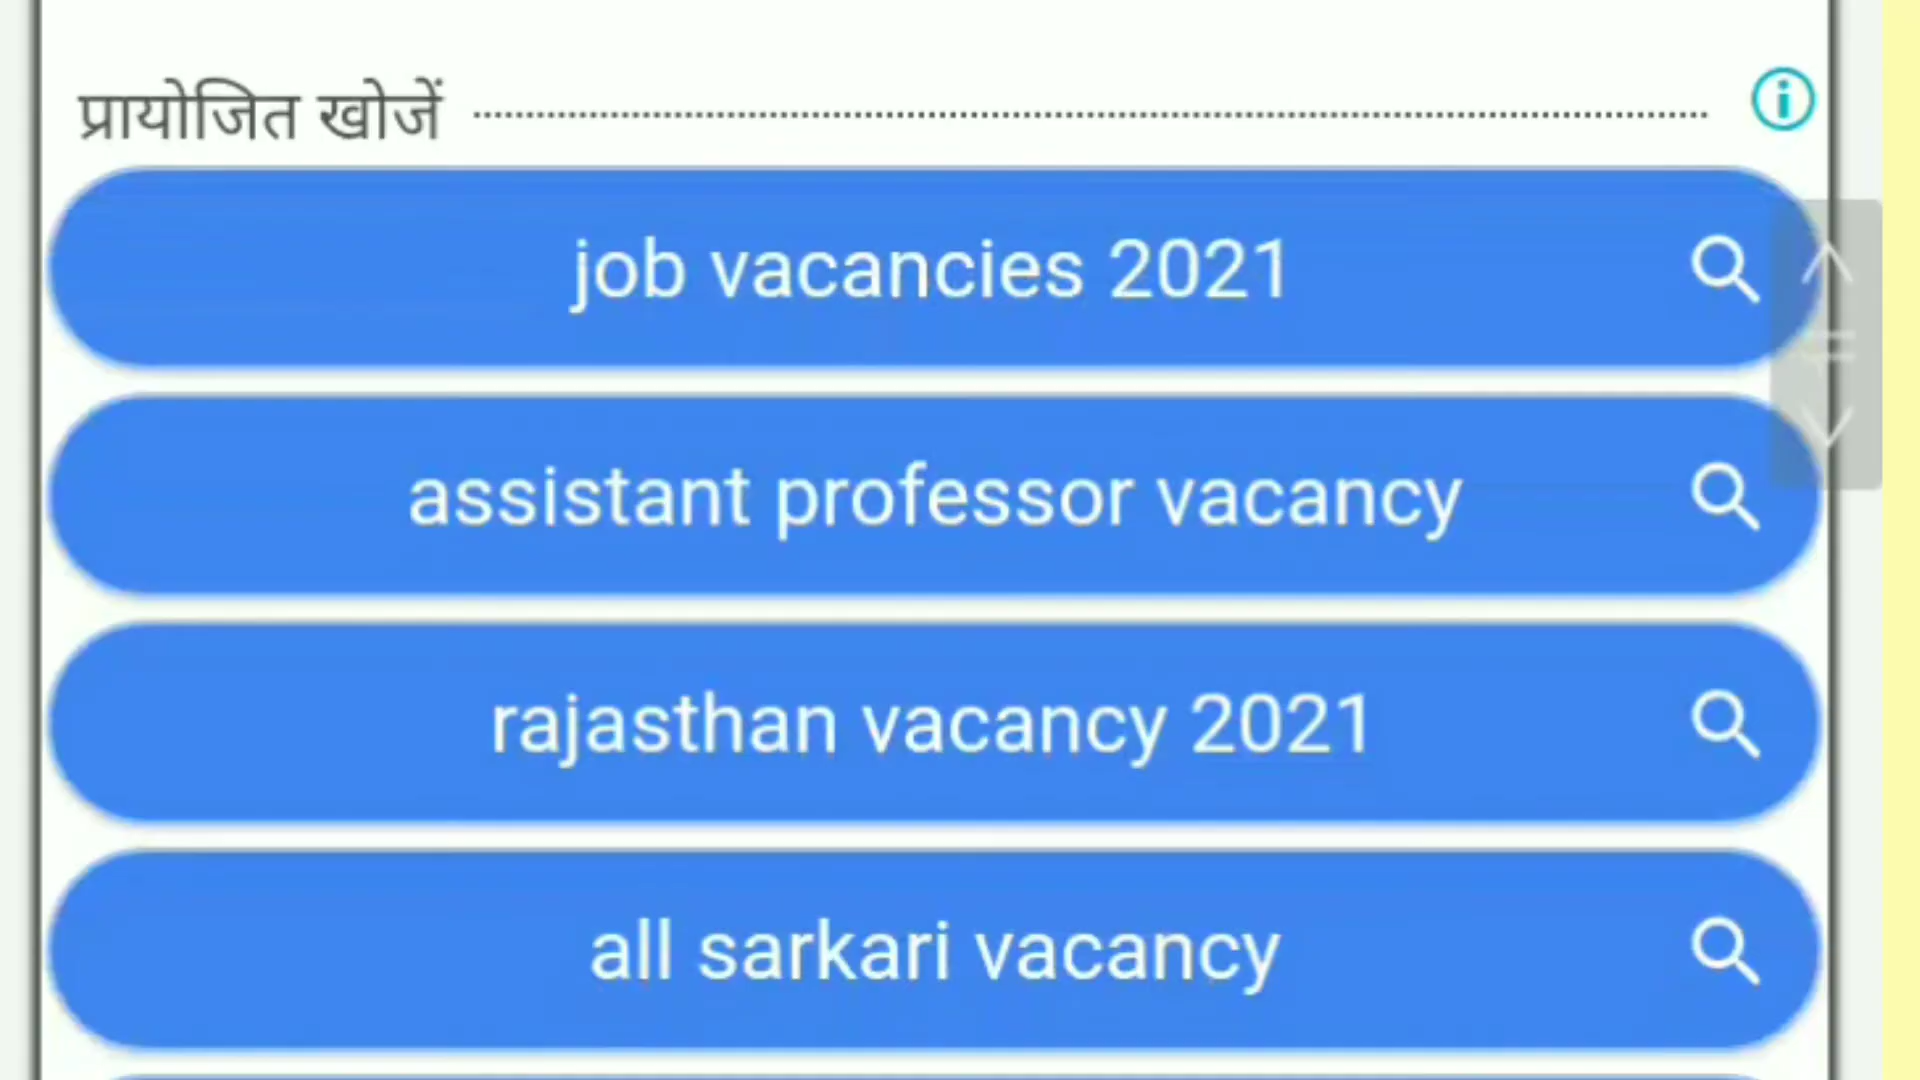 प्रायोजित खोजें
job vacancies 2021
assistant professor vacancy
rajasthan vacancy 2021
all sarkari vacancy